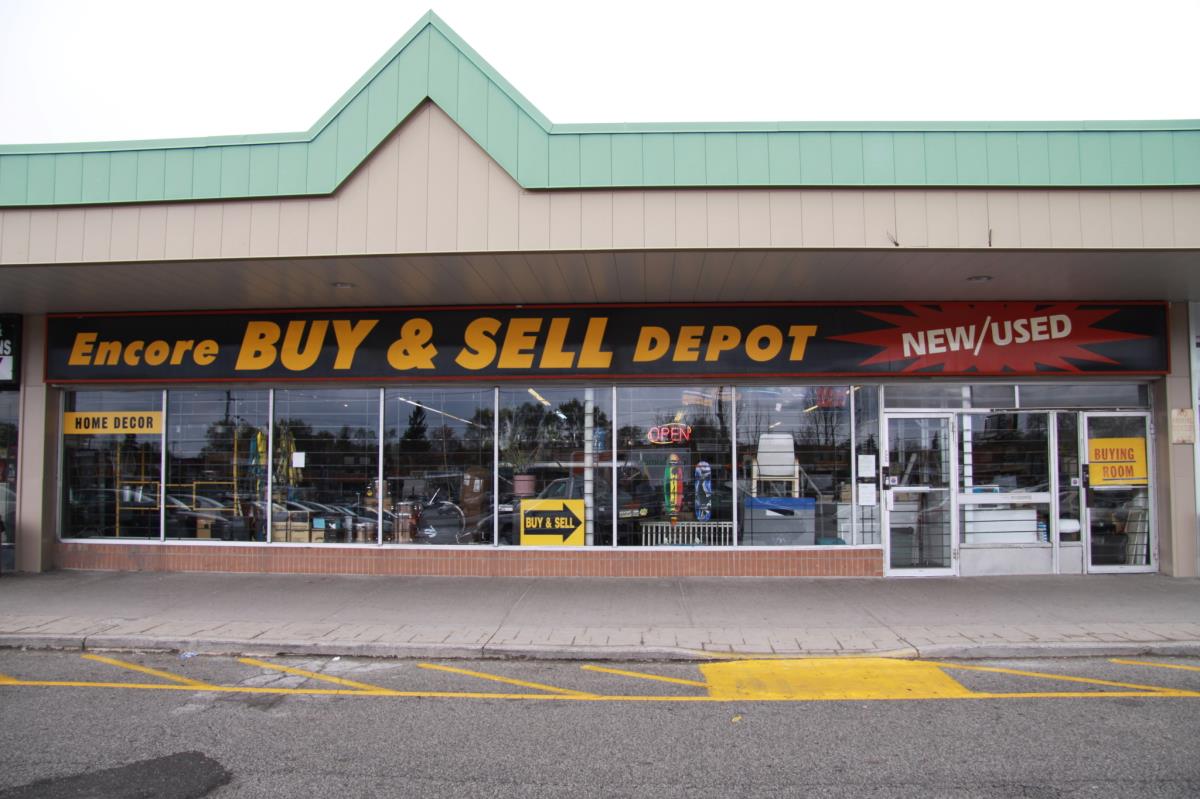 Encore BUY & SELL DEPOT NEW/USED
HOME DECOR
OPEN
BUY & SELL
BUYING
ROOM